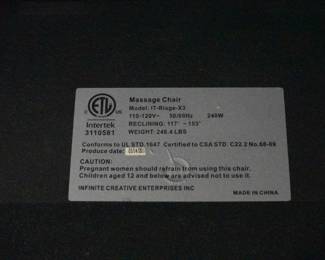 ETL
Intertek
3110581
Massage Chair
Model: IT-Riage-X3
110-120V~ 50/60Hz 240W
RECLINING: 117° ~ 153°
WEIGHT: 246.4 LBS
Conforms to UL STD.1647 Certified to CSA STD. C22.2 No.68-09
Produce date:
CAUTION:
Pregnant women should refrain from using this chair.
Children aged 12 and below are advised not to use it.
INFINITE CREATIVE ENTERPRISES INC
MADE IN CHINA